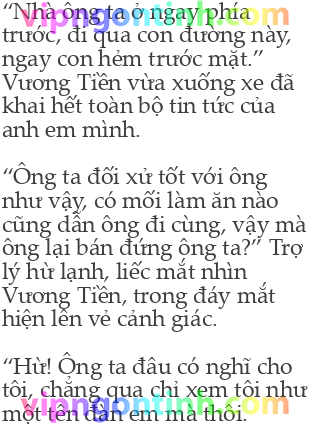 vipngontinh.com
“Nhà ông ta ở ngay phía
trước, đi qua con đường này,
ngay con hẻm trước mặt.”
Vương Tiền vừa xuống xe đã
khai hết toàn bộ tin tức của
anh em mình.
“Ông ta đối xử tốt với ông
như vậy, có mối làm ăn nào
cũng dẫn ông đi cùng, vậy mà
ông lại bán đứng ông ta?” Trợ
lý hừ lạnh, liếc mắt nhìn
Vương Tiền, trong đáy mắt
hiện lên vẻ cảnh giác.
“Hừ! Ông ta đâu có nghĩ cho
tôi, chẳng qua chỉ xem tôi như
một tên đàn em mà thôi.
vipngontinh.com